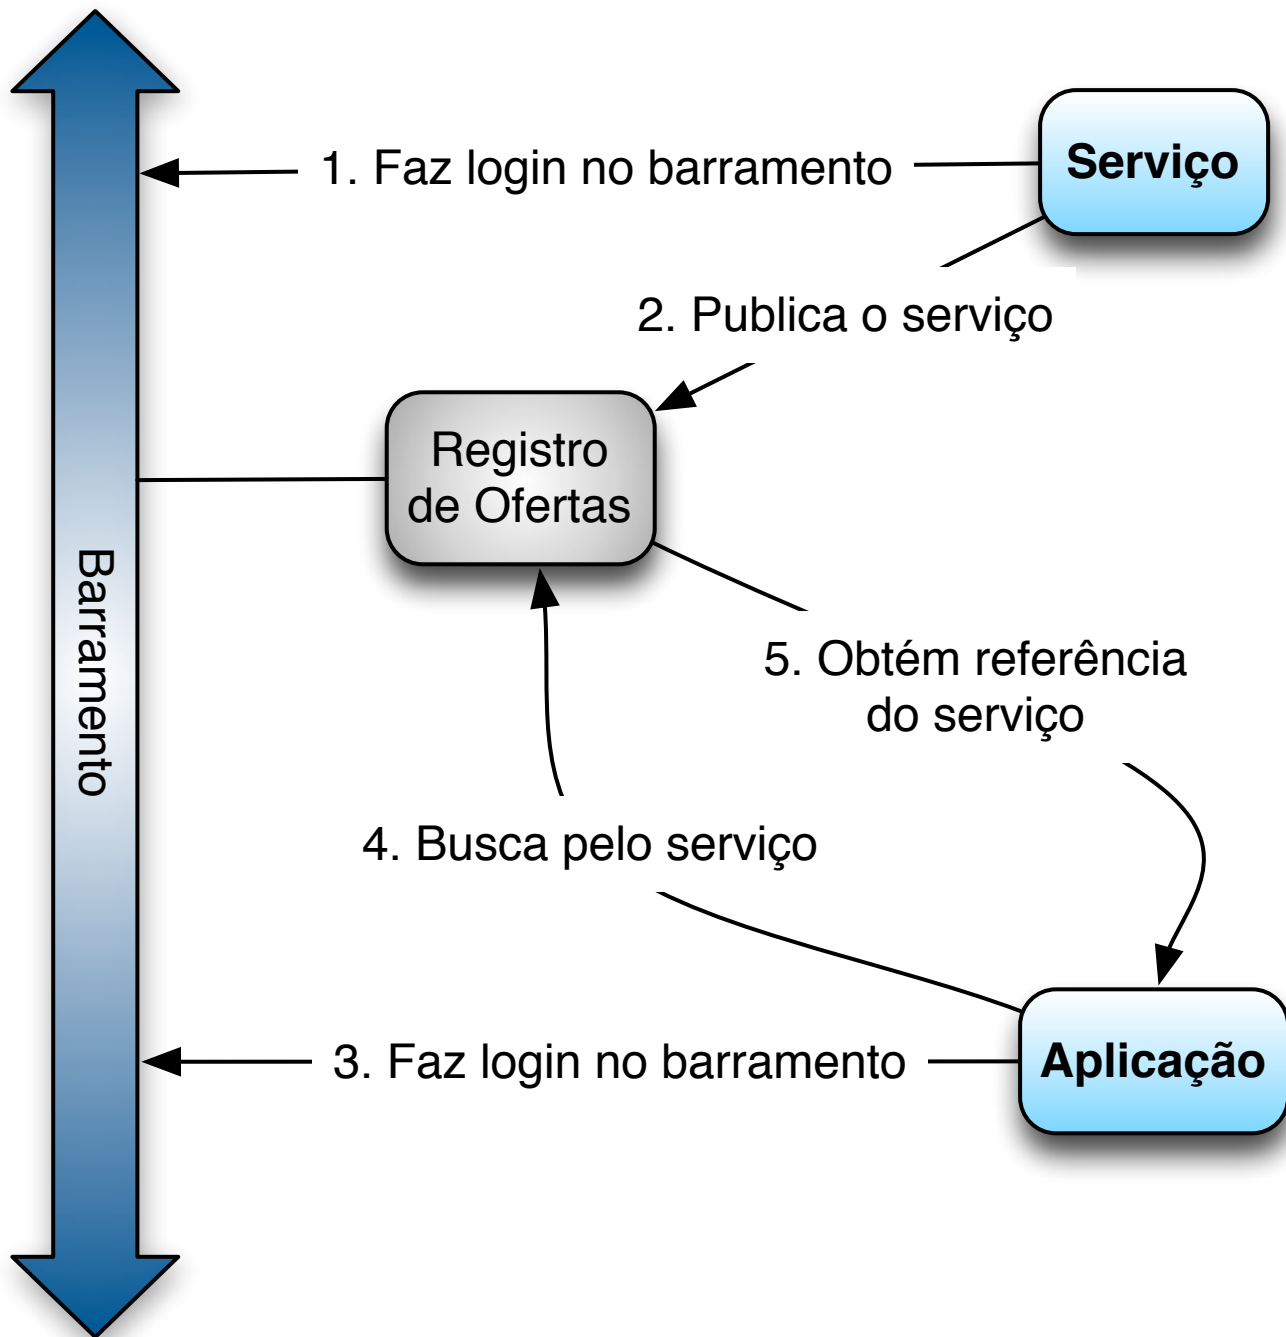 1. Faz login no barramento
Serviço
2. Publica o serviço
Registro
de Ofertas
Barramento
5. Obtém referência
do serviço
4. Busca pelo serviço
3. Faz login no barramento
Aplicação